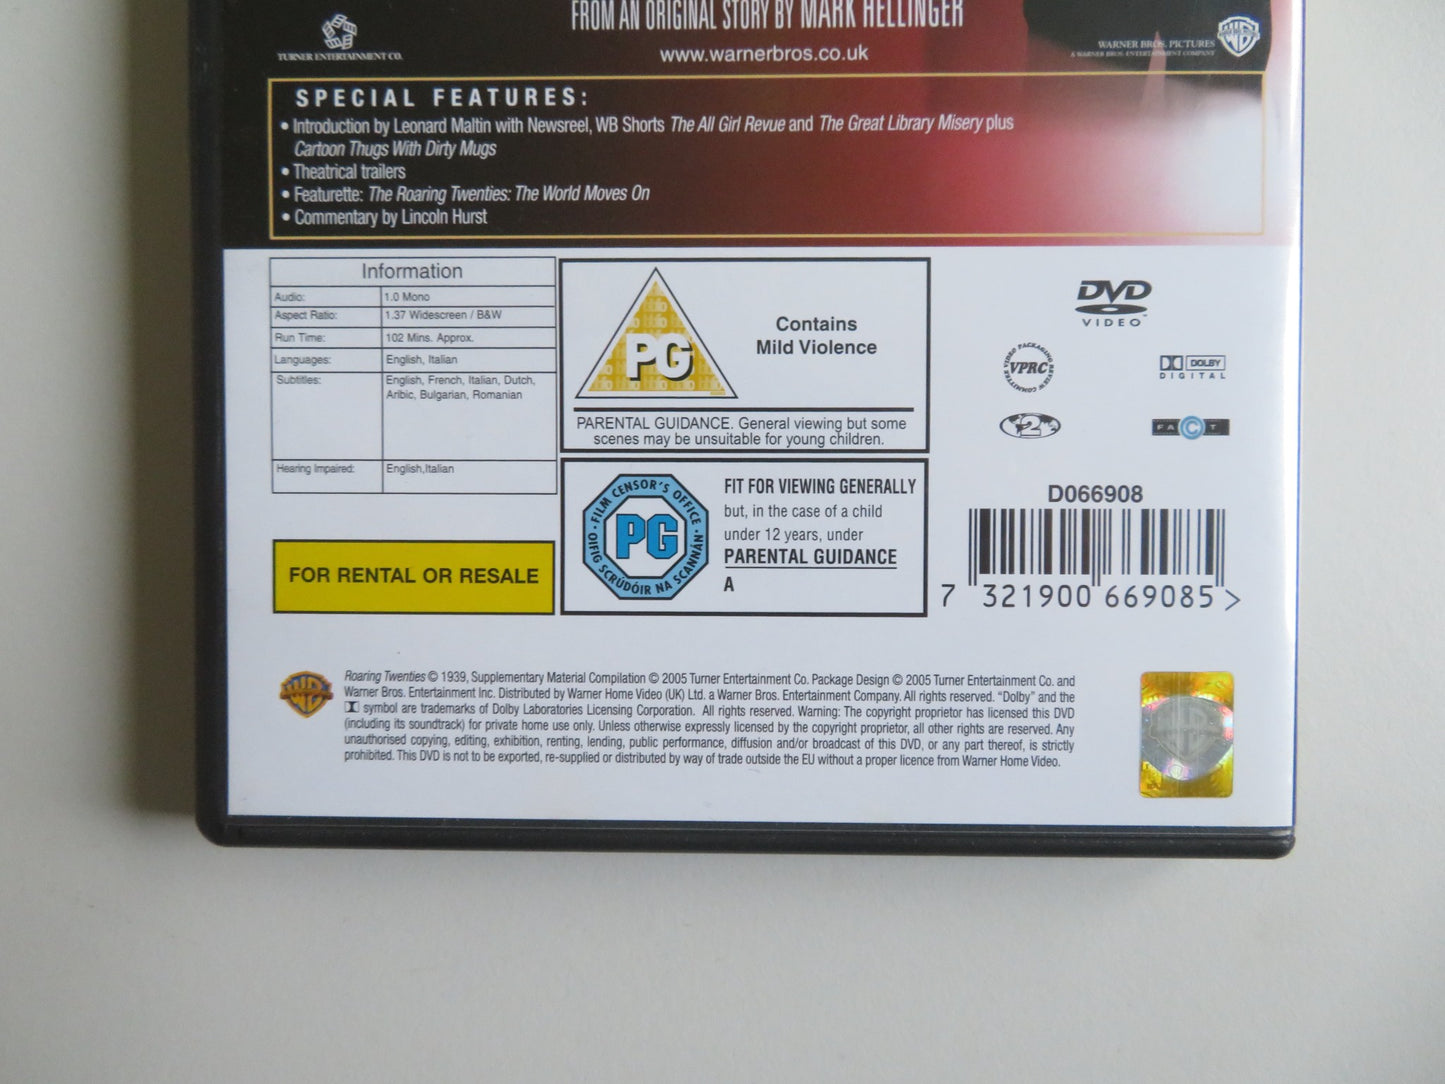 FROM AN ORIGINAL STORY BY MARK HELLINGER
TURNER ENTERTAINMENT CO.
www.warnerbros.co.uk
WARNER BROS. PICTURES
A WARNER BROS. ENTERTAINMENT COMPANY
SPECIAL FEATURES:
• Introduction by Leonard Maltin with Newsreel, WB Shorts The All Girl Revue and The Great Library Misery plus
Cartoon Thugs With Dirty Mugs
• Theatrical trailers
• Featurette: The Roaring Twenties: The World Moves On
• Commentary by Lincoln Hurst
Information
Audio: 1.0 Mono
Aspect Ratio: 1.37 Widescreen / B&W
Run Time: 102 Mins. Approx.
Languages: English, Italian
Subtitles: English, French, Italian, Dutch,
Aribic, Bulgarian, Romanian
Hearing Impaired: English,Italian
FOR RENTAL OR RESALE
PG
Contains
Mild Violence
PARENTAL GUIDANCE. General viewing but some
scenes may be unsuitable for young children.
FILM CENSOR'S OFFICE
PG
OIFIG SCRÚDÓIR NA SCANNÁN
FIT FOR VIEWING GENERALLY
but, in the case of a child
under 12 years, under
PARENTAL GUIDANCE
A
DVD
VIDEO
VIDEO PACKAGING REVIEW COMMITTEE
VPRC
DOLBY
DIGITAL
2
FACT
D066908
7 321900 669085 >
Roaring Twenties © 1939, Supplementary Material Compilation © 2005 Turner Entertainment Co. Package Design © 2005 Turner Entertainment Co. and
Warner Bros. Entertainment Inc. Distributed by Warner Home Video (UK) Ltd. a Warner Bros. Entertainment Company. All rights reserved. "Dolby" and the
symbol are trademarks of Dolby Laboratories Licensing Corporation. All rights reserved. Warning: The copyright proprietor has licensed this DVD
(including its soundtrack) for private home use only. Unless otherwise expressly licensed by the copyright proprietor, all other rights are reserved. Any
unauthorised copying, editing, exhibition, renting, lending, public performance, diffusion and/or broadcast of this DVD, or any part thereof, is strictly
prohibited. This DVD is not to be exported, re-supplied or distributed by way of trade outside the EU without a proper licence from Warner Home Video.